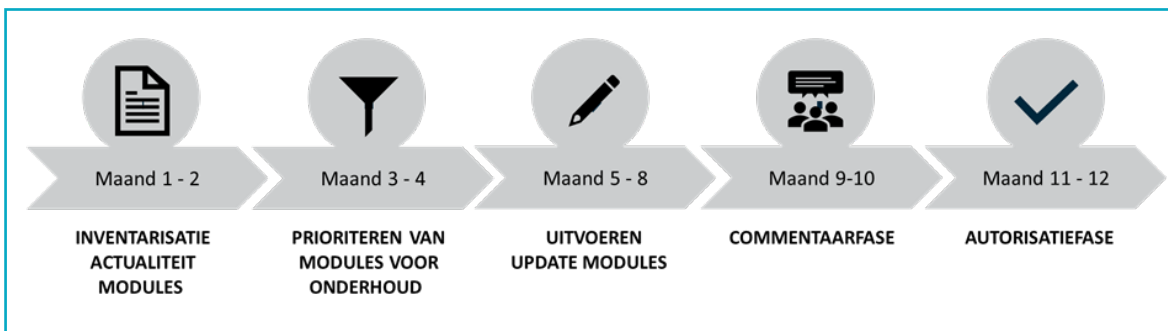 Maand 1 - 2
Maand 3 - 4
Maand 5 - 8
Maand 9-10
Maand 11 - 12
INVENTARISATIE
ACTUALITEIT
MODULES
PRIORITEREN VAN
MODULES VOOR
ONDERHOUD
UITVOEREN
UPDATE MODULES
COMMENTAARFASE
AUTORISATIEFASE